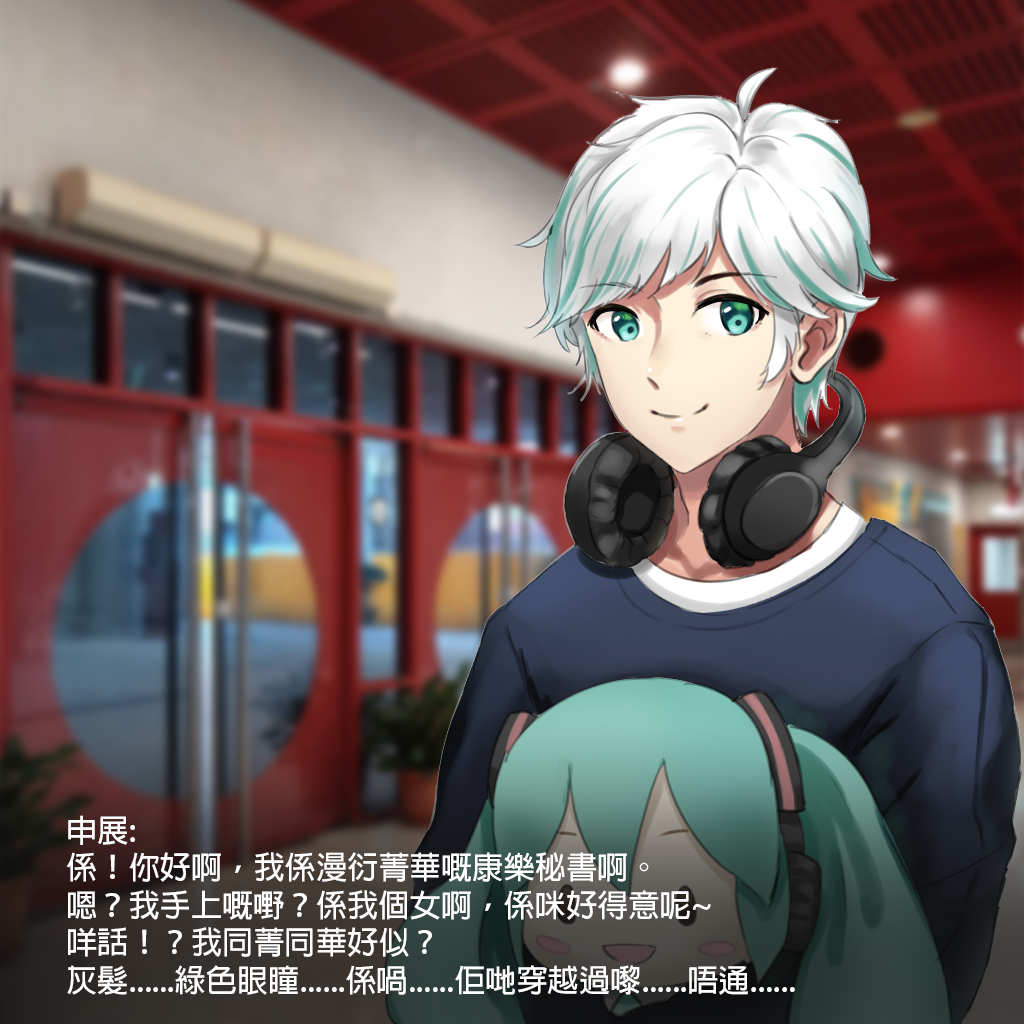 申展:
係！你好啊，我係漫衍菁華嘅康樂秘書啊。
嗯？我手上嘅嘢？係我個女啊，係咪好得意呢~
咩話！？我同菁同華好似？
灰髮......綠色眼瞳......係喎......佢哋穿越過嚟......唔通......